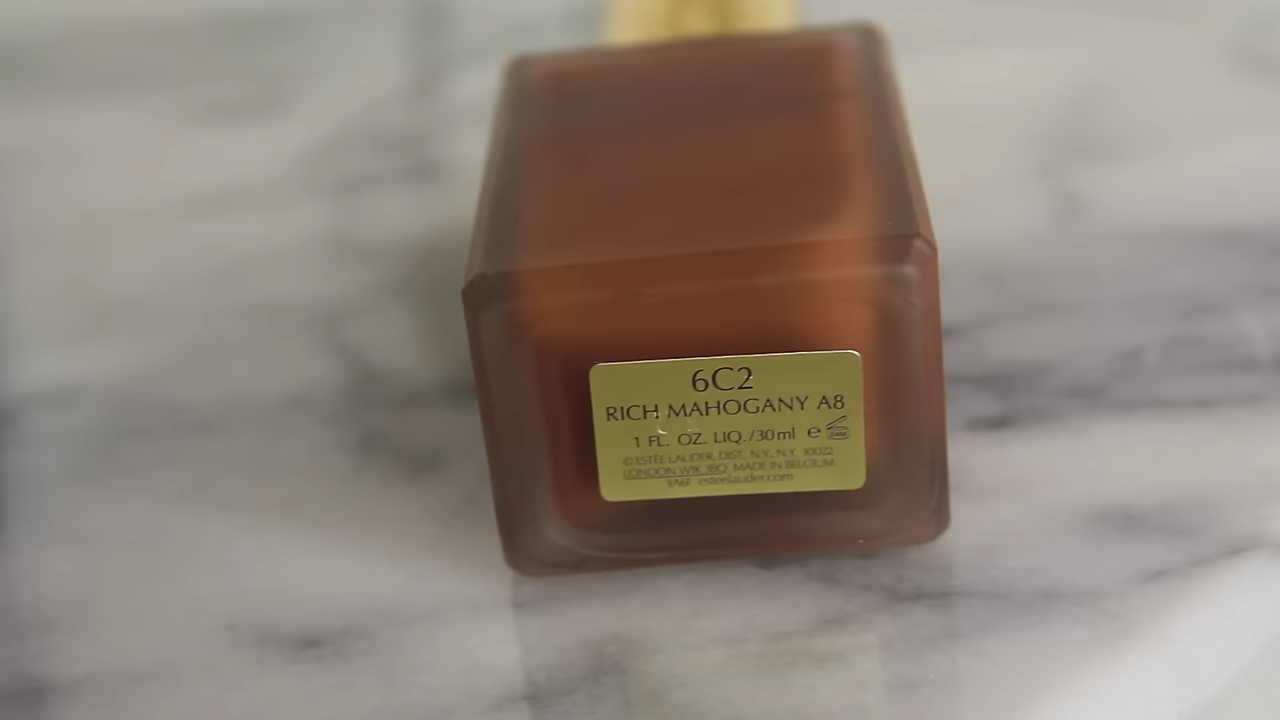 6C2
RICH MAHOGANY A8
1 FL. OZ. LIQ./30ml e 24M
© ESTÉE LAUDER, DIST., N.Y., N.Y. 10022
LONDON W1K 3BQ MADE IN BELGIUM
esteelauder.com